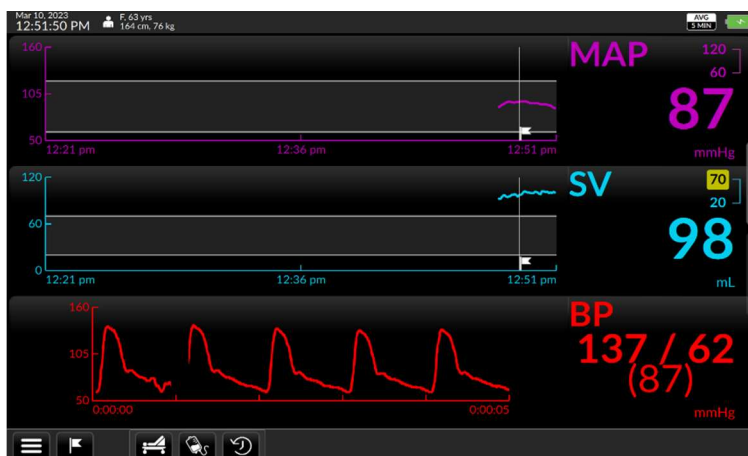 Mar 10, 2023
12:51:50 PM
F, 63 yrs
164 cm, 76 kg
AVG
5 MIN
160
105
50
12:21 pm
12:36 pm
12:51 pm
MAP
120
60
87
mmHg
120
60
0
12:21 pm
12:36 pm
12:51 pm
SV
70
20
98
mL
160
105
50
0:00:00
0:00:05
BP
137 / 62
(87)
mmHg